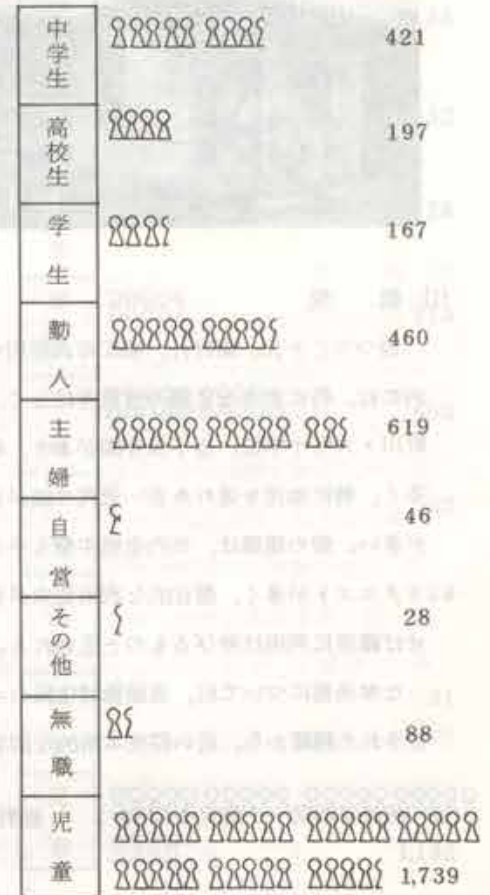 中学生 421
高校生 197
学生 167
勤人 460
主婦 619
自営 46
その他 28
無職 88
児童 1,739